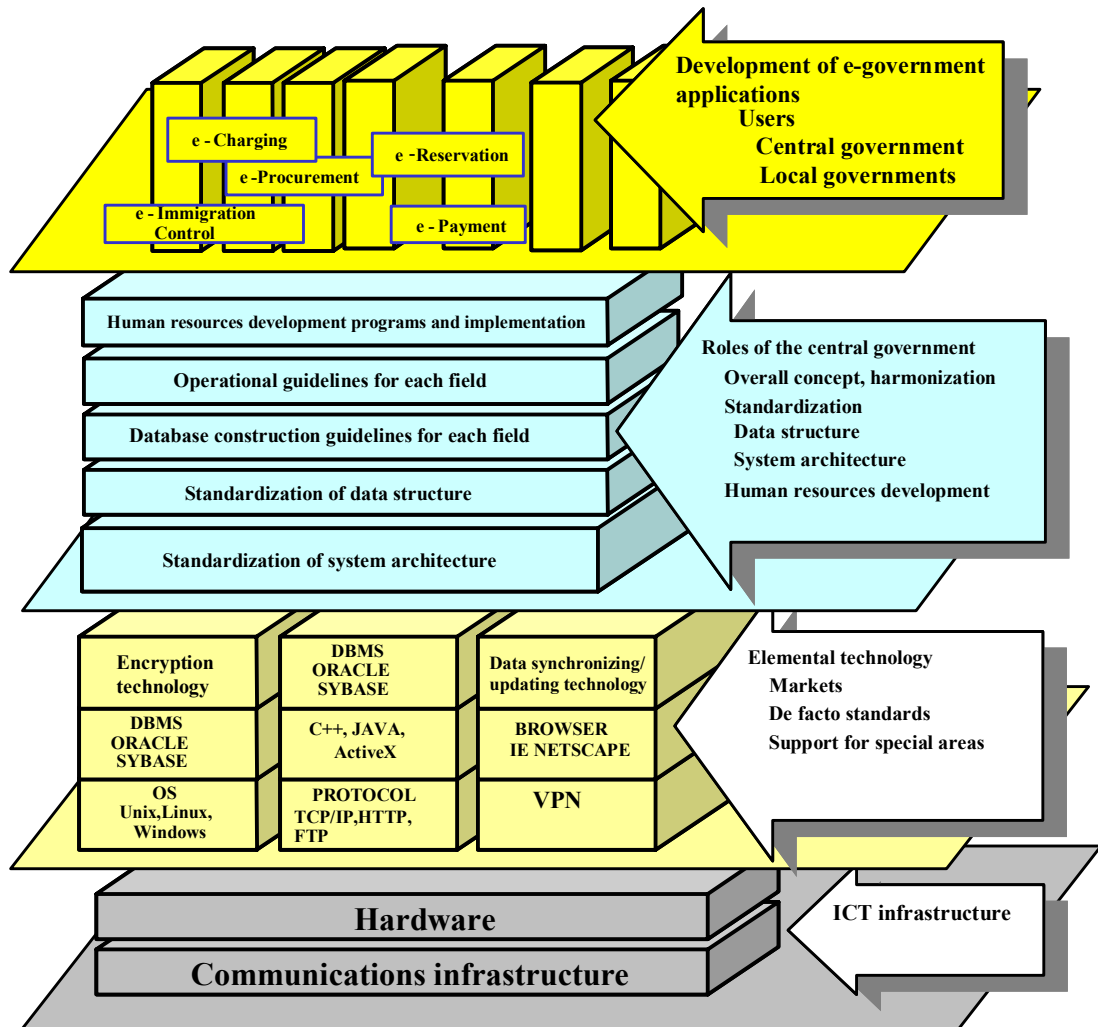 Development of e-government
applications
Users
Central government
Local governments
e - Charging
e -Reservation
e -Procurement
e - Immigration
Control
e - Payment
Human resources development programs and implementation
Operational guidelines for each field
Database construction guidelines for each field
Standardization of data structure
Standardization of system architecture
Roles of the central government
Overall concept, harmonization
Standardization
Data structure
System architecture
Human resources development
Encryption
technology
DBMS
ORACLE
SYBASE
Data synchronizing/
updating technology
DBMS
ORACLE
SYBASE
C++, JAVA,
ActiveX
BROWSER
IE NETSCAPE
OS
Unix,Linux,
Windows
PROTOCOL
TCP/IP,HTTP,
FTP
VPN
Elemental technology
Markets
De facto standards
Support for special areas
Hardware
Communications infrastructure
ICT infrastructure